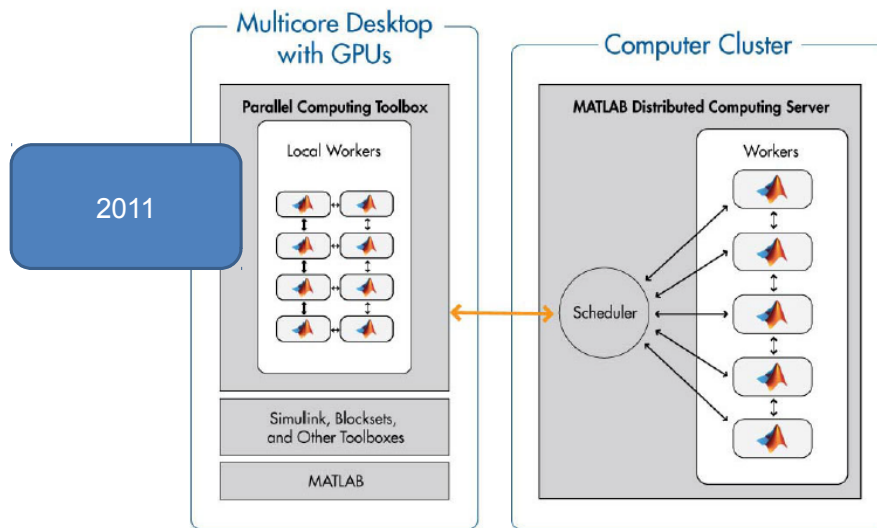 Multicore Desktop
with GPUs
Parallel Computing Toolbox
Local Workers
2011
Simulink, Blocksets,
and Other Toolboxes
MATLAB
Computer Cluster
MATLAB Distributed Computing Server
Workers
Scheduler